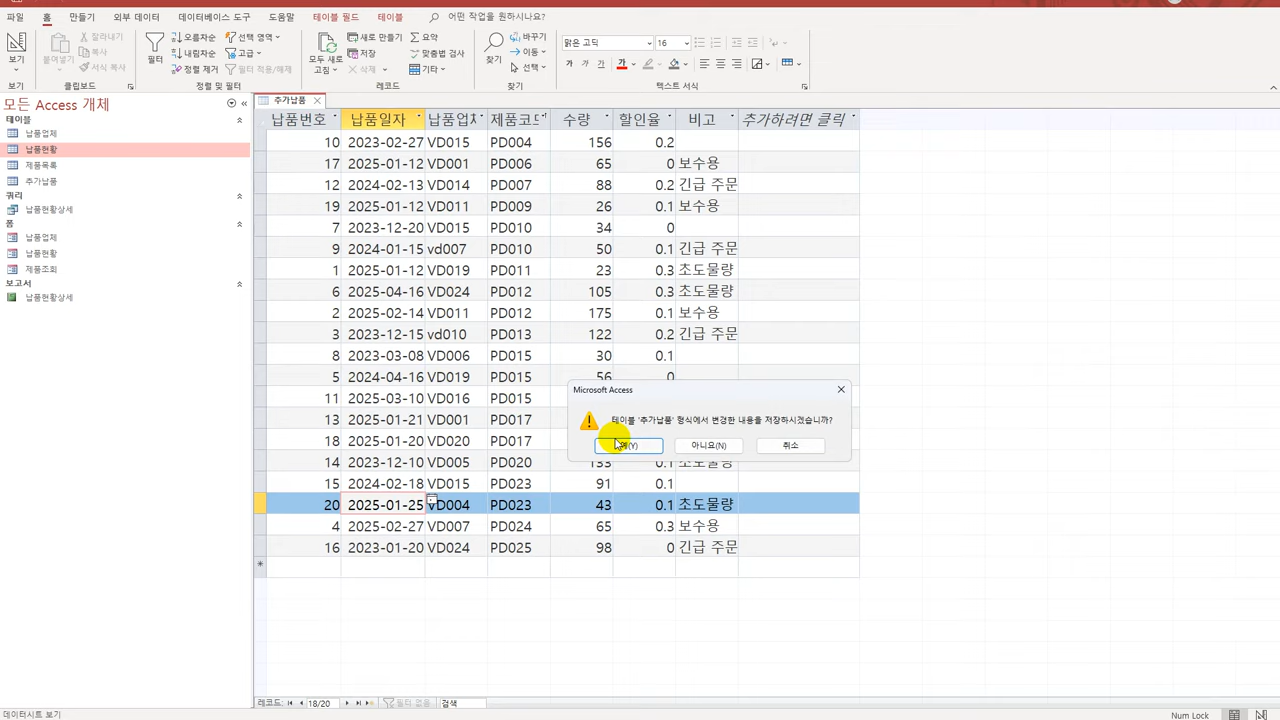 파일 홈 만들기 외부 데이터 데이터베이스 도구 도움말 테이블 필드 테이블 어떤 작업을 원하시나요?
보기
붙여넣기
잘라내기
복사
서식 복사
클립보드
필터
오름차순
내림차순
정렬 제거
선택 영역
고급
필터 적용/해제
정렬 및 필터
모두 새로 고침
새로 만들기
저장
삭제
요약
맞춤법 검사
기타
레코드
찾기
바꾸기
이동
선택
찾기
맑은 고딕 16
가 가 가 가
텍스트 서식
모든 Access 개체
테이블
납품업체
납품현황
제품목록
추가납품
쿼리
납품현황상세
폼
납품업체
납품현황
제품조회
보고서
납품현황상세
추가납품
납품번호 납품일자 납품업체 제품코드 수량 할인율 비고 추가하려면 클릭
10 2023-02-27 VD015 PD004 156 0.2
17 2025-01-12 VD001 PD006 65 0 보수용
12 2024-02-13 VD014 PD007 88 0.2 긴급 주문
19 2025-01-12 VD011 PD009 26 0.1 보수용
7 2023-12-20 VD015 PD010 34 0
9 2024-01-15 vd007 PD010 50 0.1 긴급 주문
1 2025-01-12 VD019 PD011 23 0.3 초도물량
6 2025-04-16 VD024 PD012 105 0.3 초도물량
2 2025-02-14 VD011 PD012 175 0.1 보수용
3 2023-12-15 vd010 PD013 122 0.2 긴급 주문
8 2023-03-08 VD006 PD015 30 0.1
5 2024-04-16 VD019 PD015 56 0
11 2025-03-10 VD016 PD015
13 2025-01-21 VD001 PD017
18 2025-01-20 VD020 PD017
14 2023-12-10 VD005 PD020 133 0.1 초도물량
15 2024-02-18 VD015 PD023 91 0.1
20 2025-01-25 VD004 PD023 43 0.1 초도물량
4 2025-02-27 VD007 PD024 65 0.3 보수용
16 2023-01-20 VD024 PD025 98 0 긴급 주문
Microsoft Access
테이블 '추가납품' 형식에서 변경한 내용을 저장하시겠습니까?
예(Y) 아니요(N) 취소
레코드: 18/20 필터 없음 검색
데이터시트 보기 Num Lock